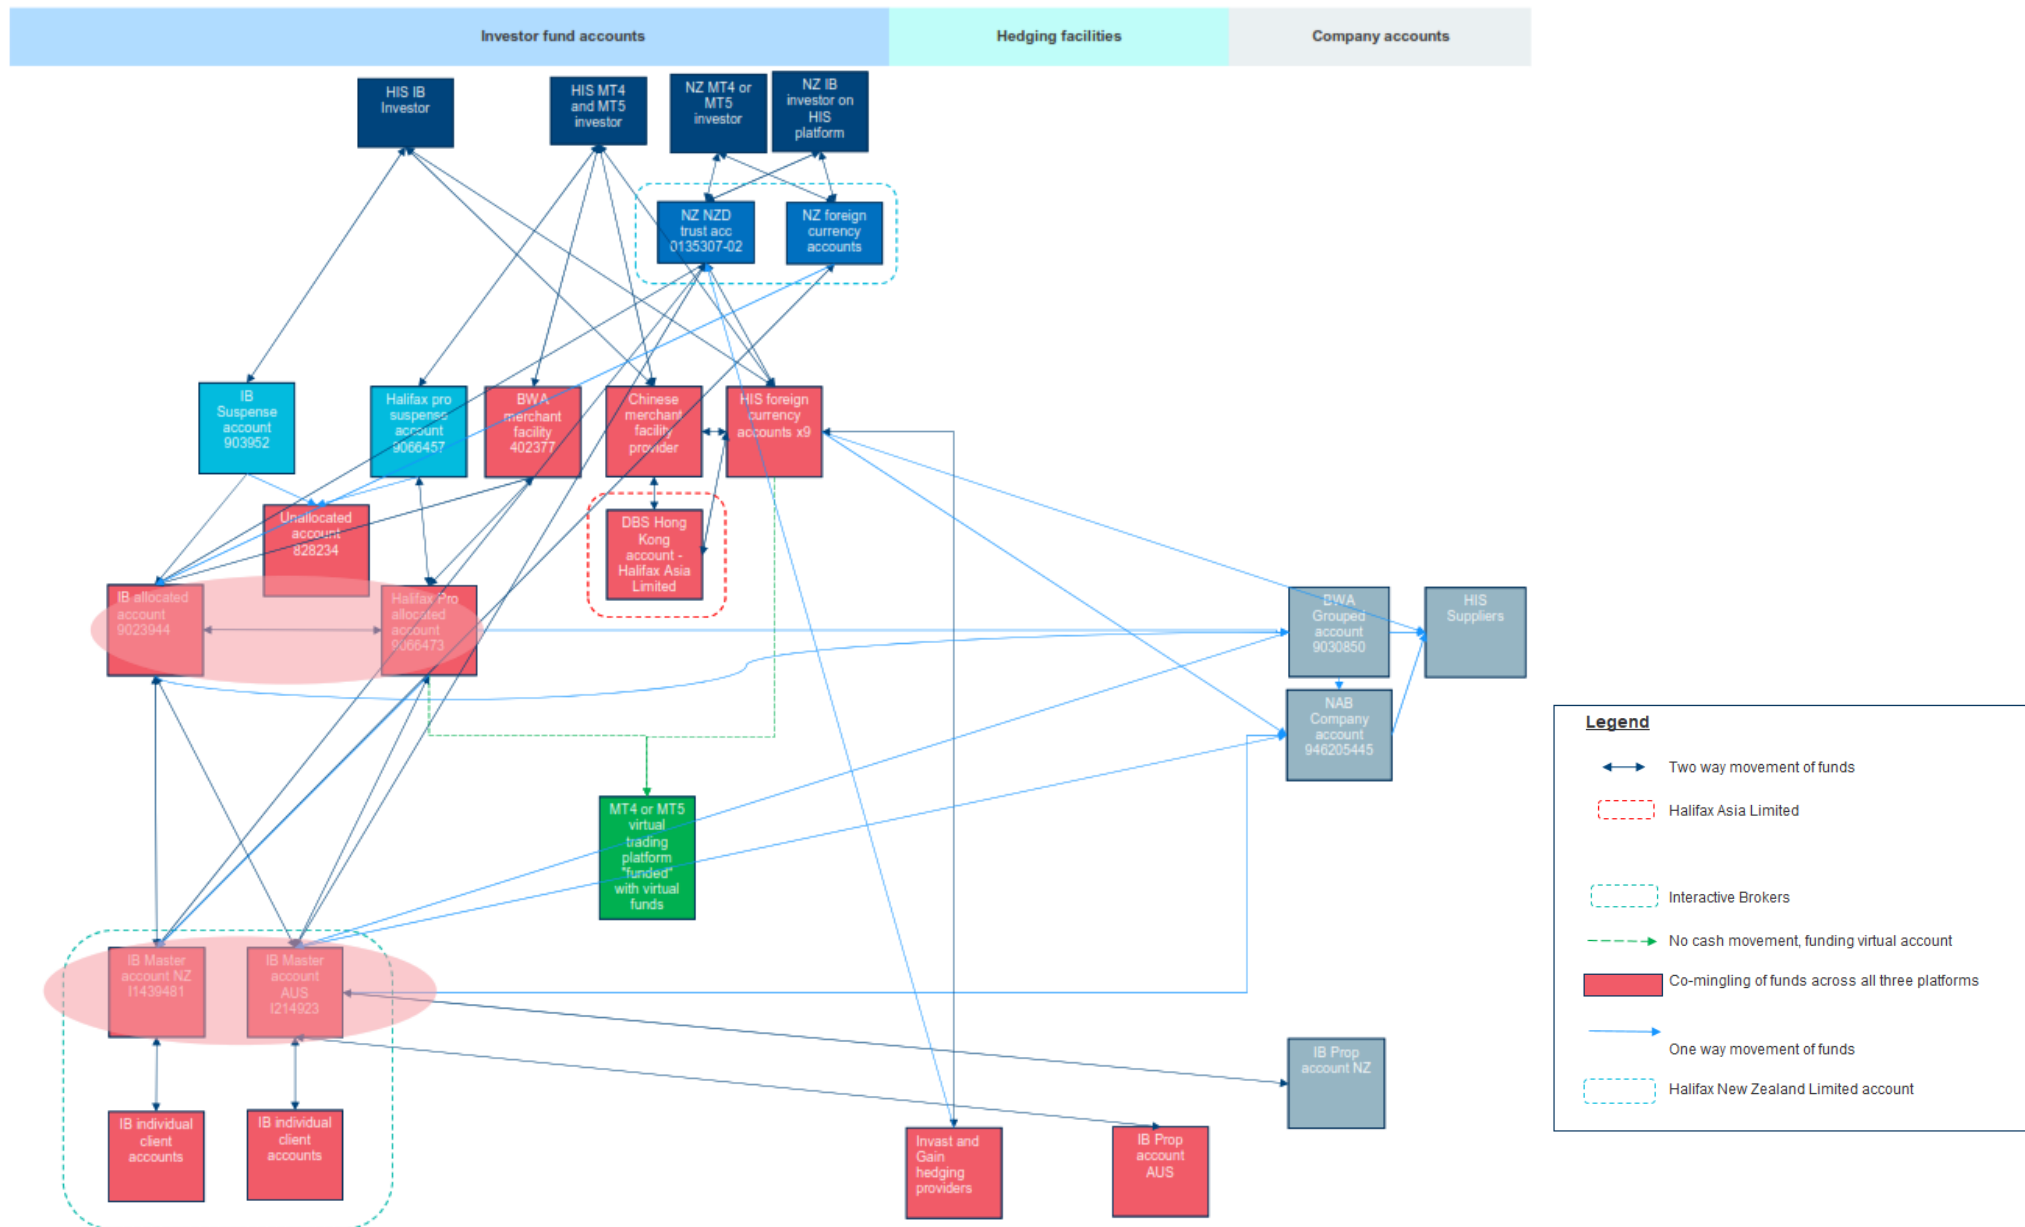 Investor fund accounts
Hedging facilities
Company accounts
HIS IB
Investor
HIS MT4
and MT5
investor
NZ MT4 or
MT5
investor
NZ IB
investor on
HIS
platform
NZ NZD
trust acc
0135307-02
NZ foreign
currency
accounts
IB
Suspense
account
903952
Halifax pro
suspense
account
9066457
BWA
merchant
facility
402377
Chinese
merchant
facility
provider
HIS foreign
currency
accounts x9
Unallocated
account
828234
DBS Hong
Kong
account -
Halifax Asia
Limited
IB allocated
account
9023944
Halifax Pro
allocated
account
9066473
BWA
Grouped
account
9030850
HIS
Suppliers
NAB
Company
account
946205445
MT4 or MT5
virtual
trading
platform
"funded"
with virtual
funds
IB Master
account NZ
I1439481
IB Master
account
AUS
I214923
IB individual
client
accounts
IB individual
client
accounts
Invast and
Gain
hedging
providers
IB Prop
account
AUS
IB Prop
account NZ
Legend
Two way movement of funds
Halifax Asia Limited
Interactive Brokers
No cash movement, funding virtual account
Co-mingling of funds across all three platforms
One way movement of funds
Halifax New Zealand Limited account